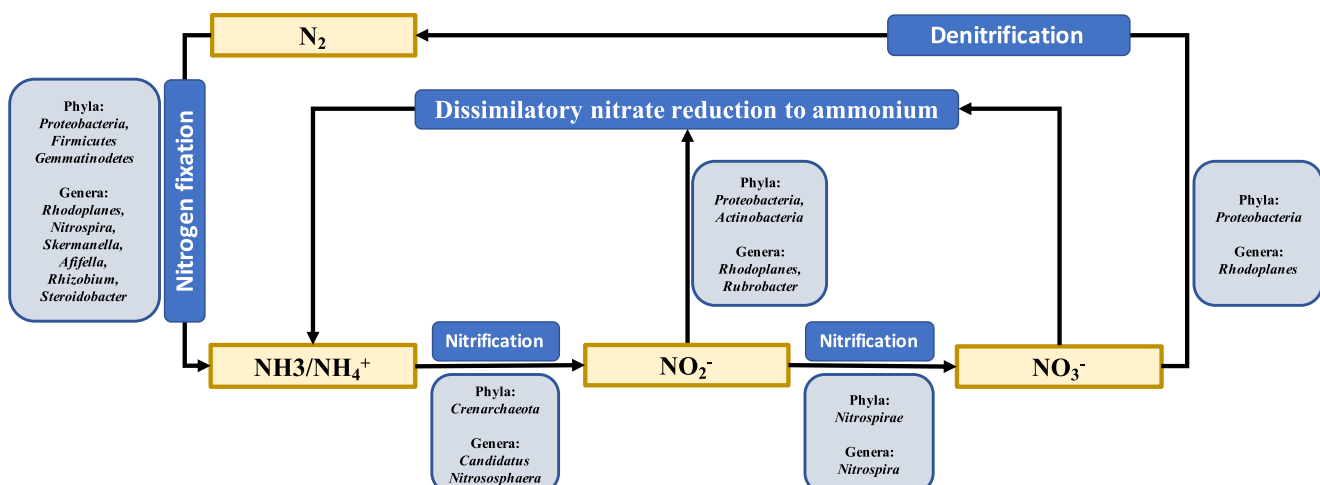 N₂
Denitrification
Nitrogen fixation
Phyla:
Proteobacteria,
Firmicutes
Gemmatinodetes
Genera:
Rhodoplanes,
Nitrospira,
Skermanella,
Afifella,
Rhizobium,
Steroidobacter
Dissimilatory nitrate reduction to ammonium
Phyla:
Proteobacteria,
Actinobacteria
Genera:
Rhodoplanes,
Rubrobacter
Phyla:
Proteobacteria
Genera:
Rhodoplanes
NH3/NH₄⁺
Nitrification
NO₂⁻
Nitrification
NO₃⁻
Phyla:
Crenarchaeota
Genera:
Candidatus
Nitrososphaera
Phyla:
Nitrospirae
Genera:
Nitrospira